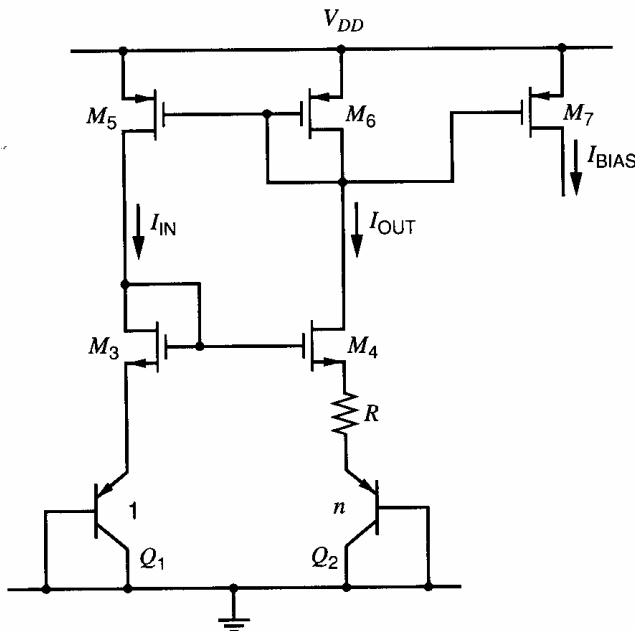 V_DD
M_5
M_6
M_7
I_BIAS
I_IN
I_OUT
M_3
M_4
R
1
n
Q_1
Q_2